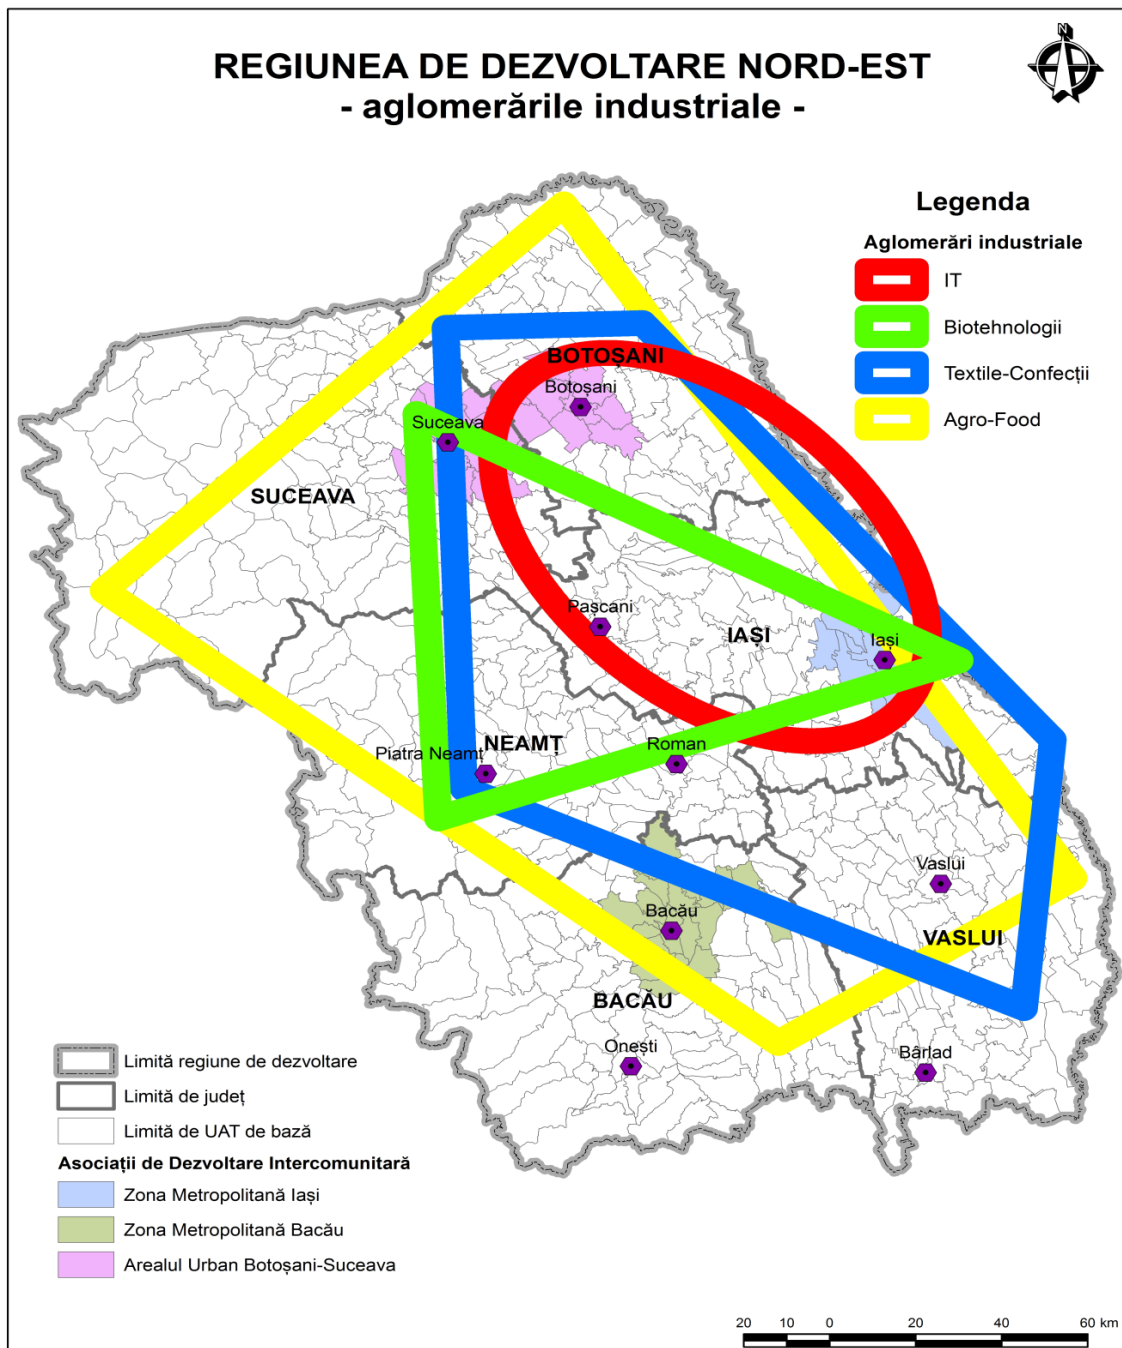 REGIUNEA DE DEZVOLTARE NORD-EST
- aglomerările industriale -
N
Legenda
Aglomerări industriale
IT
Biotehnologii
Textile-Confecții
Agro-Food
BOTOȘANI
Botoșani
Suceava
SUCEAVA
Pașcani
IAȘI
Iași
NEAMȚ
Piatra Neamț
Roman
Vaslui
VASLUI
Bacău
BACĂU
Onești
Bârlad
Limită regiune de dezvoltare
Limită de județ
Limită de UAT de bază
Asociații de Dezvoltare Intercomunitară
Zona Metropolitană Iași
Zona Metropolitană Bacău
Arealul Urban Botoșani-Suceava
20 10 0 20 40 60 km